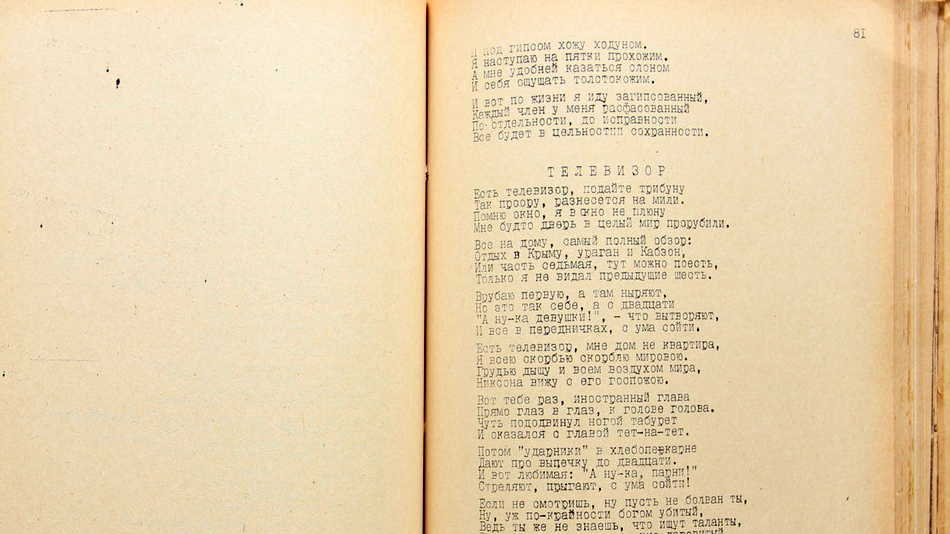 81
И под гипсом хожу ходуном.
Я наступаю на пятки прохожим.
А мне удобней казаться слоном
И себя ощущать толстокожим.
И вот по жизни я иду загипсованный,
Каждый член у меня расфасованный
По отдельности, до исправности
Все будет в цельностии сохранности.
ТЕЛЕВИЗОР
Есть телевизор, подайте трибуну
Так проору, разнесется на мили.
Помню окно, я в окно не плюну
Мне будто дверь в целый мир прорубили.
Все на дому, самый полный обзор:
Отдых в Крыму, ураган и Кабзон,
Или часть седьмая, тут можно поесть,
Только я не видал предыдущие шесть.
Врубаю первую, а там ныряют,
Но это так себе, а с двадцати
"А ну-ка девушки!", - что вытворяют,
И все в передничках, с ума сойти.
Есть телевизор, мне дом не квартира,
Я всею скорбью скорблю мировою.
Грудью дышу и всем воздухом мира,
Никсона вижу с его госпожою.
Вот тебе раз, иностранный глава
Прямо глаз в глаз, к голове голова.
Чуть пододвинул ногой табурет
И оказался с главой тет-на-тет.
Потом "ударники" в хлебопекарне
Дают про выпечку до двадцати.
И вот любимая: "А ну-ка, парни!"
Стреляют, прыгают, с ума сойти!
Если не смотришь, ну пусть не болван ты,
Ну, уж по-крайности богом убитый,
Ведь ты же не знаешь, что ищут таланты,